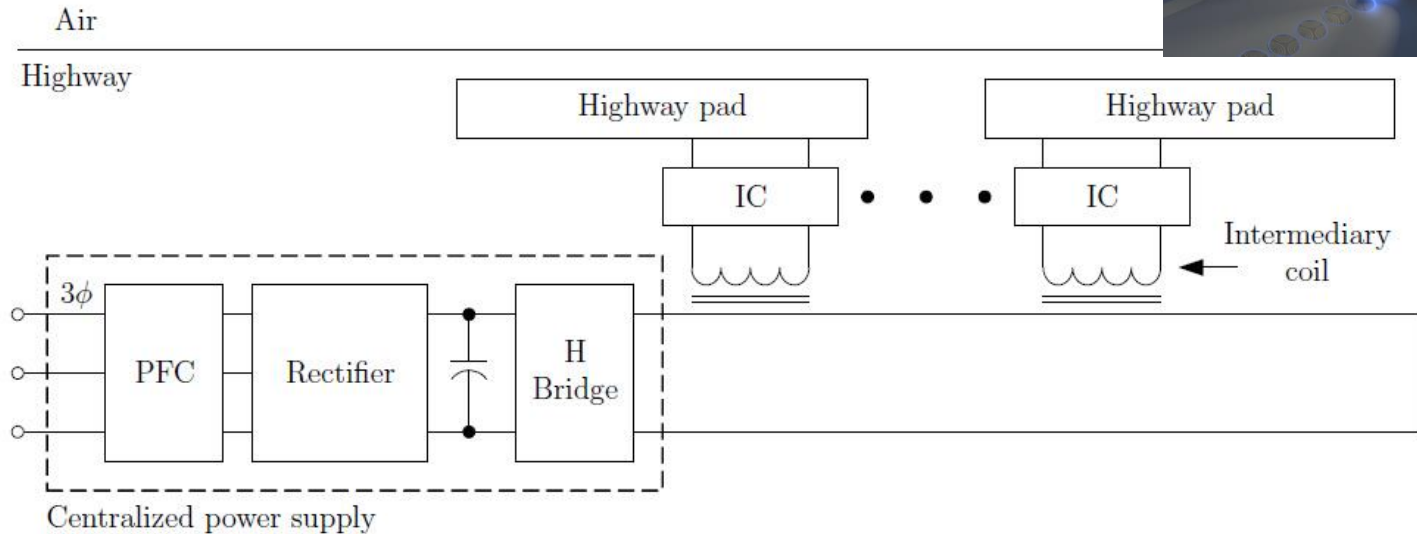 Air
Highway
Highway pad
Highway pad
IC
IC
Intermediary
coil
3ϕ
PFC
Rectifier
H
Bridge
Centralized power supply